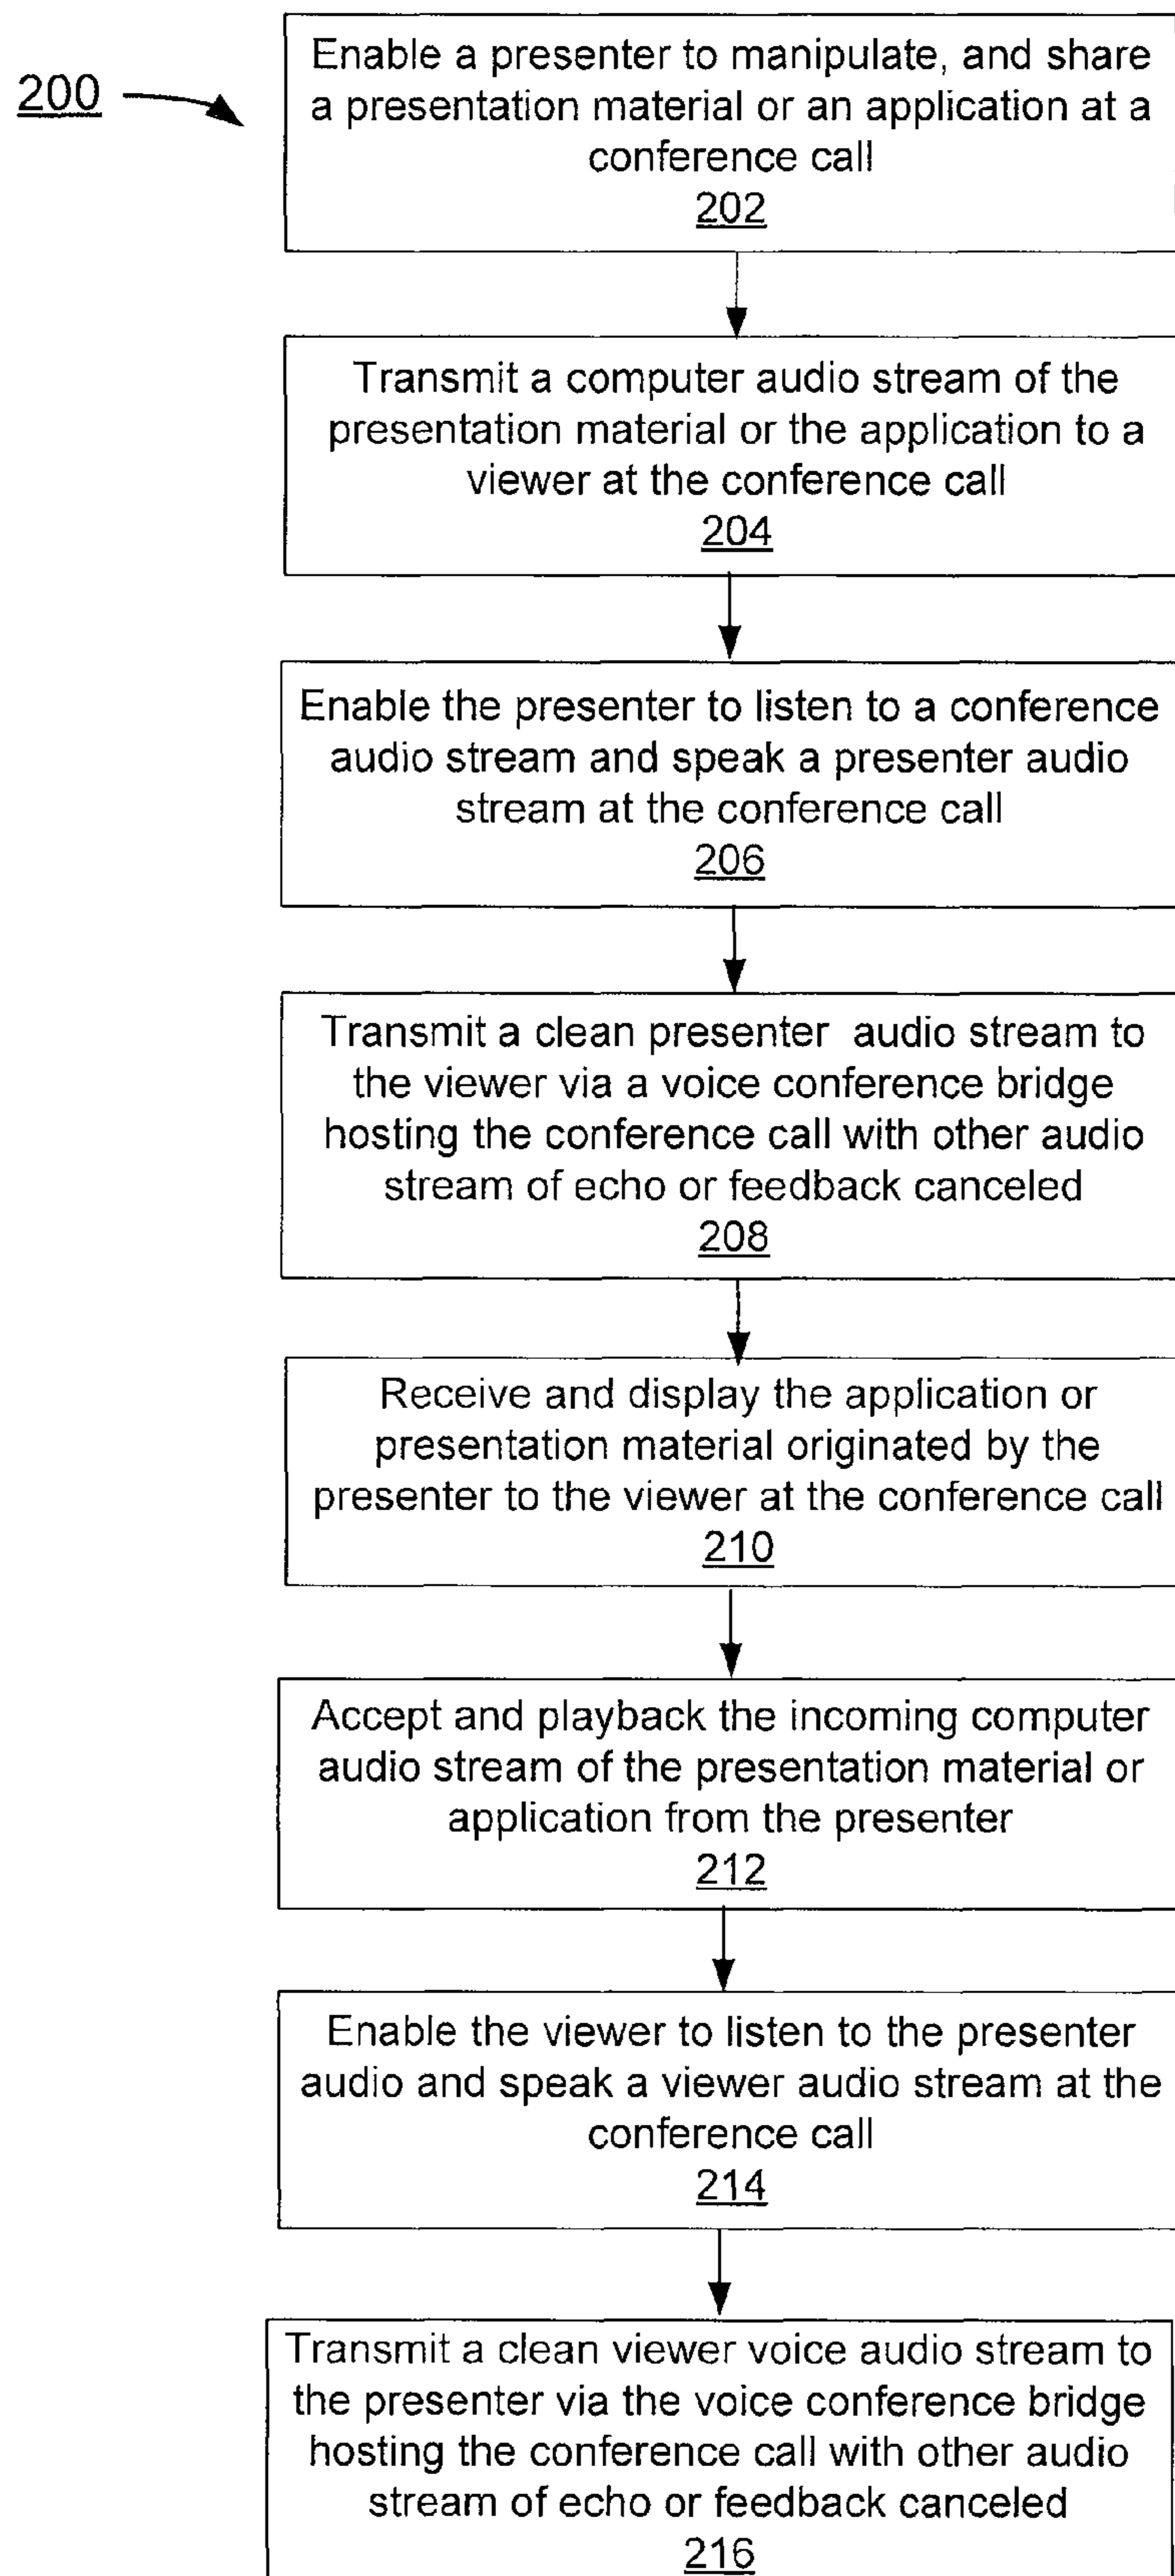 200
Enable a presenter to manipulate, and share
a presentation material or an application at a
conference call
202
Transmit a computer audio stream of the
presentation material or the application to a
viewer at the conference call
204
Enable the presenter to listen to a conference
audio stream and speak a presenter audio
stream at the conference call
206
Transmit a clean presenter audio stream to
the viewer via a voice conference bridge
hosting the conference call with other audio
stream of echo or feedback canceled
208
Receive and display the application or
presentation material originated by the
presenter to the viewer at the conference call
210
Accept and playback the incoming computer
audio stream of the presentation material or
application from the presenter
212
Enable the viewer to listen to the presenter
audio and speak a viewer audio stream at the
conference call
214
Transmit a clean viewer voice audio stream to
the presenter via the voice conference bridge
hosting the conference call with other audio
stream of echo or feedback canceled
216